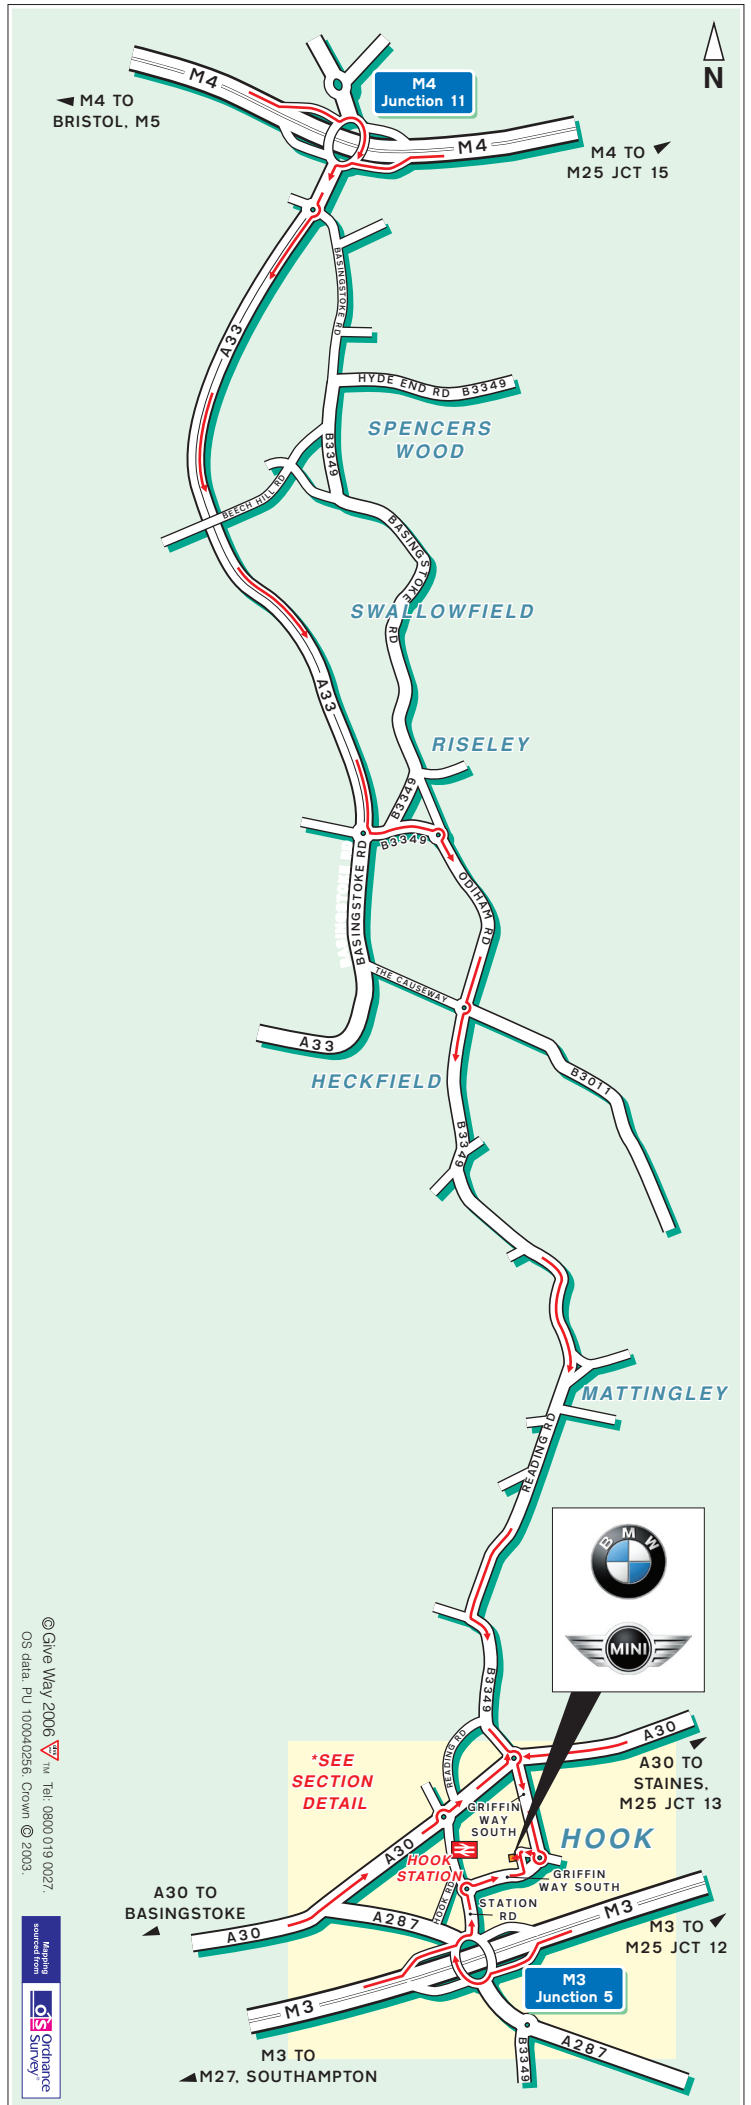 N
M4
M4
Junction 11
M4 TO
BRISTOL, M5
M4
M4 TO
M25 JCT 15
BASINGSTOKE RD
A33
HYDE END RD B3349
SPENCERS
WOOD
B3349
BEECH HILL RD
BASINGSTOKE RD
SWALLOWFIELD
A33
RISELEY
B3349
B3349
BASINGSTOKE RD
BASINGSTOKE RD
ODIHAM RD
THE CAUSEWAY
A33
HECKFIELD
B3011
B3349
MATTINGLEY
READING RD
BMW
MINI
B3349
A30
READING RD
*SEE
SECTION
DETAIL
A30 TO
STAINES,
M25 JCT 13
GRIFFIN
WAY
SOUTH
HOOK
A30
HOOK
STATION
GRIFFIN
WAY SOUTH
HOOK RD
STATION
RD
A30 TO
BASINGSTOKE
A30
A287
M3
M3 TO
M25 JCT 12
M3
Junction 5
M3
A287
B3349
M3 TO
M27, SOUTHAMPTON
© Give Way 2006 TM Tel: 0800 019 0027.
OS data. PU 100040256. Crown © 2003.
Mapping
sourced from
OS
Ordnance
Survey®